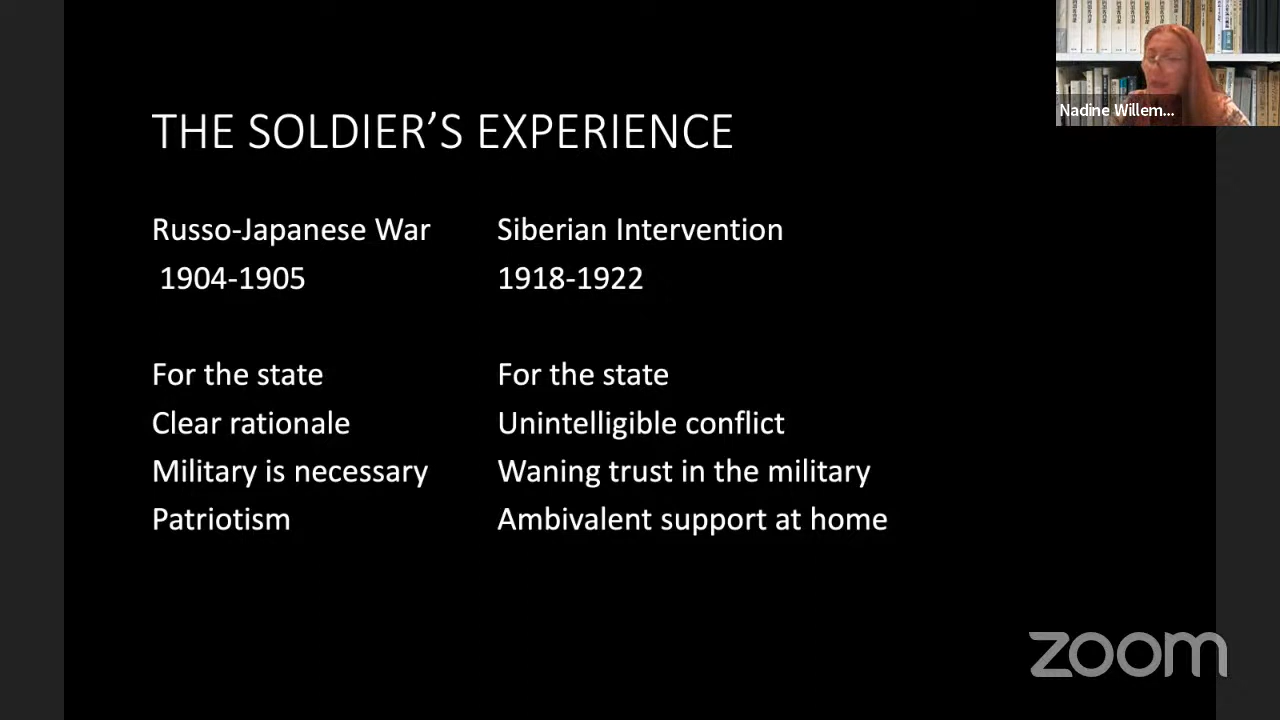 THE SOLDIER’S EXPERIENCE
Russo-Japanese War
1904-1905
For the state
Clear rationale
Military is necessary
Patriotism
Siberian Intervention
1918-1922
For the state
Unintelligible conflict
Waning trust in the military
Ambivalent support at home
Nadine Willem...
zoom